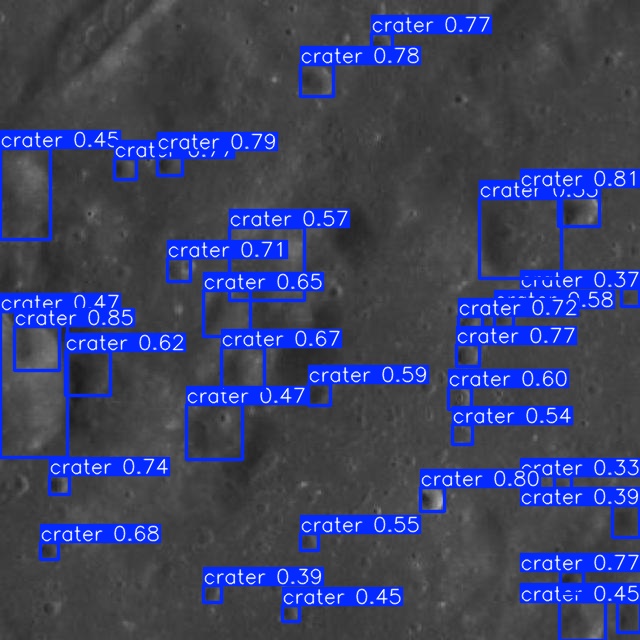 crater 0.77
crater 0.78
crater 0.45
crater 0.79
crater 0.81
crater 0.57
crater 0.71
crater 0.65
crater 0.37
crater 0.58
crater 0.47
crater 0.72
crater 0.85
crater 0.77
crater 0.62
crater 0.67
crater 0.59
crater 0.60
crater 0.47
crater 0.54
crater 0.74
crater 0.33
crater 0.80
crater 0.39
crater 0.55
crater 0.68
crater 0.77
crater 0.39
crater 0.45
crater 0.45